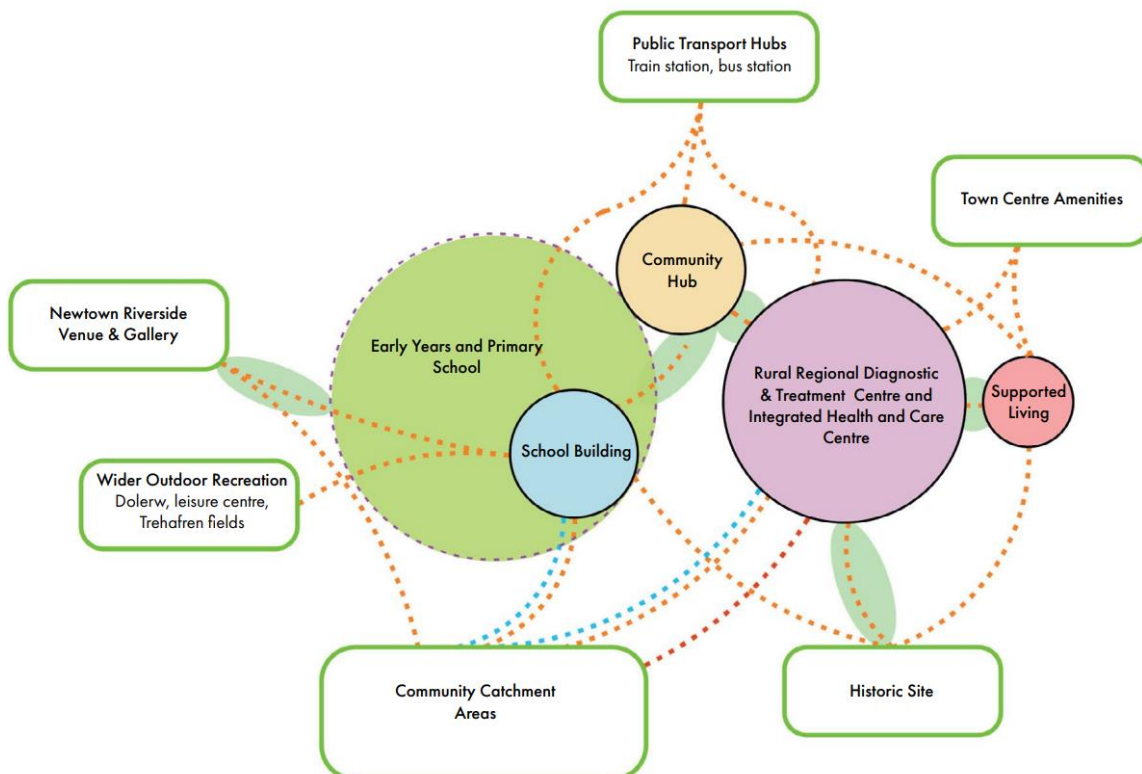 Public Transport Hubs
Train station, bus station
Town Centre Amenities
Community
Hub
Newtown Riverside
Venue & Gallery
Early Years and Primary
School
Rural Regional Diagnostic
& Treatment Centre and
Integrated Health and Care
Centre
Supported
Living
School Building
Wider Outdoor Recreation
Dolerw, leisure centre,
Trehafren fields
Community Catchment
Areas
Historic Site